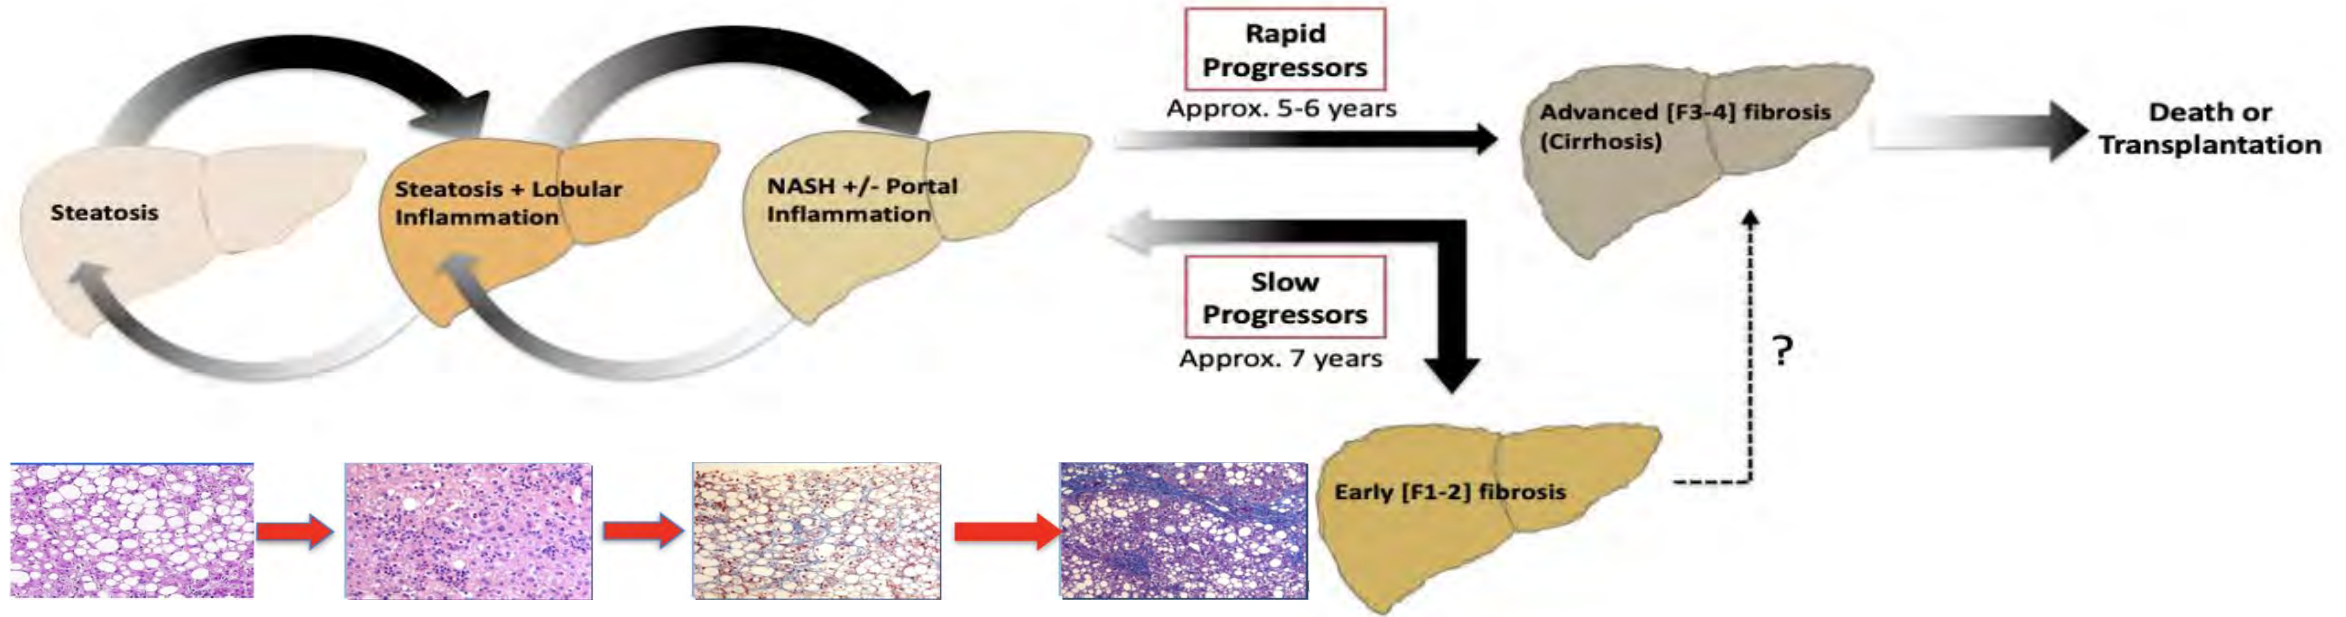 Steatosis
Steatosis + Lobular
Inflammation
NASH +/- Portal
Inflammation
Rapid
Progressors
Approx. 5-6 years
Advanced [F3-4] fibrosis
(Cirrhosis)
Death or
Transplantation
Slow
Progressors
Approx. 7 years
?
Early [F1-2] fibrosis